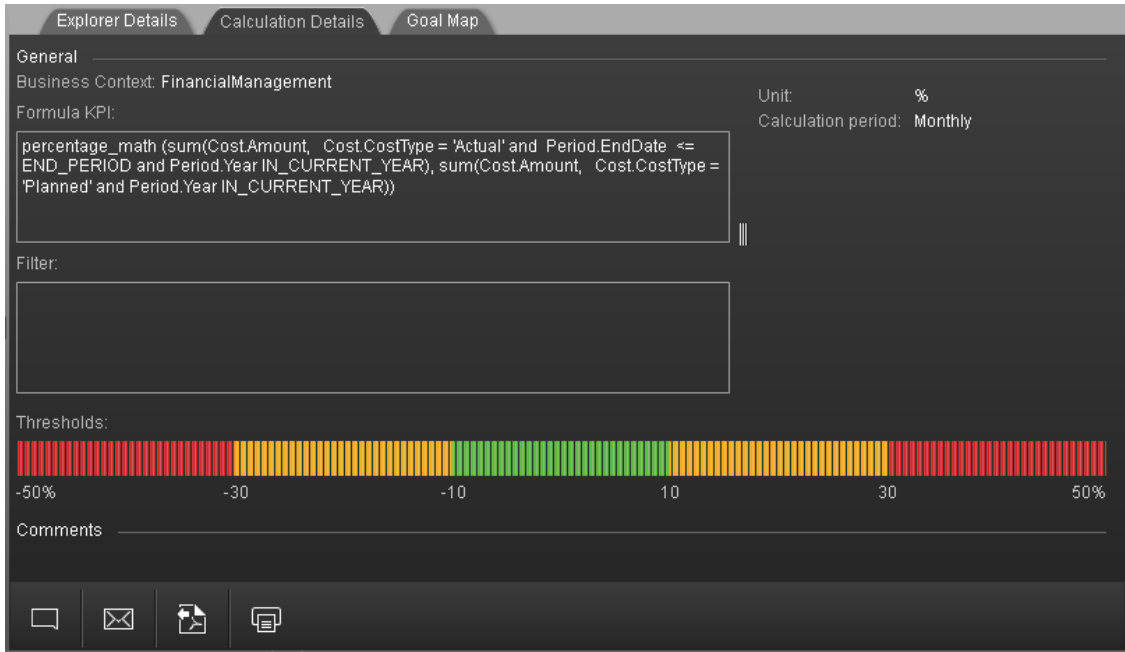 Explorer Details Calculation Details Goal Map
General
Business Context: FinancialManagement
Unit: %
Formula KPI:
Calculation period: Monthly
percentage_math (sum(Cost.Amount, Cost.CostType = 'Actual' and Period.EndDate <=
END_PERIOD and Period.Year IN_CURRENT_YEAR), sum(Cost.Amount, Cost.CostType =
'Planned' and Period.Year IN_CURRENT_YEAR))
Filter:
Thresholds:
-50% -30 -10 10 30 50%
Comments